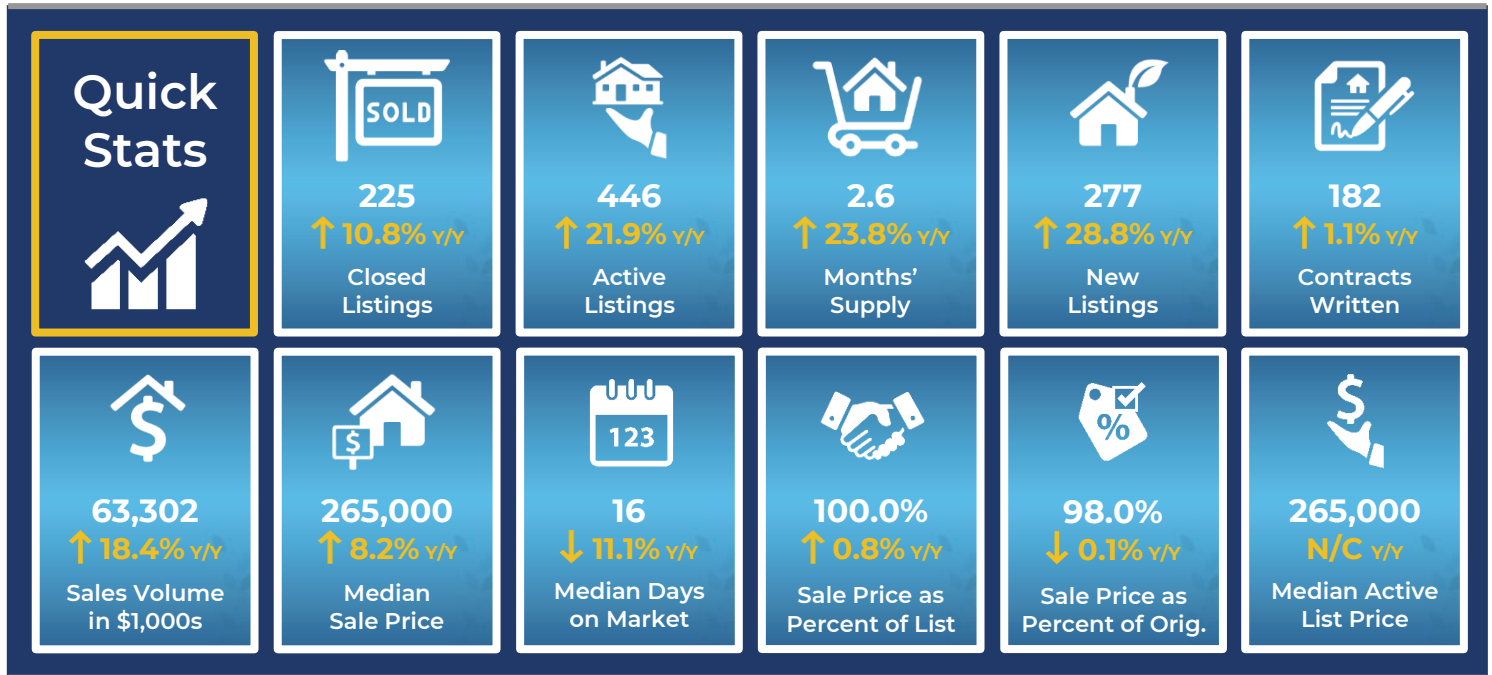 Quick
Stats
SOLD
225
↑ 10.8% Y/Y
Closed
Listings
446
↑ 21.9% Y/Y
Active
Listings
2.6
↑ 23.8% Y/Y
Months’
Supply
277
↑ 28.8% Y/Y
New
Listings
182
↑ 1.1% Y/Y
Contracts
Written
$
63,302
↑ 18.4% Y/Y
Sales Volume
in $1,000s
$
265,000
↑ 8.2% Y/Y
Median
Sale Price
123
16
↓ 11.1% Y/Y
Median Days
on Market
100.0%
↑ 0.8% Y/Y
Sale Price as
Percent of List
%
98.0%
↓ 0.1% Y/Y
Sale Price as
Percent of Orig.
$
265,000
N/C Y/Y
Median Active
List Price